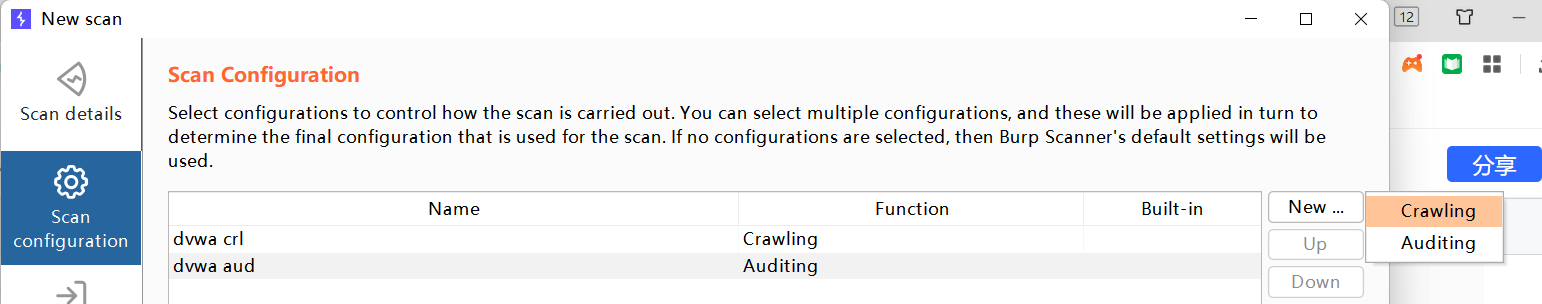 New scan
12
Scan details
Scan
configuration
Scan Configuration
Select configurations to control how the scan is carried out. You can select multiple configurations, and these will be applied in turn to
determine the final configuration that is used for the scan. If no configurations are selected, then Burp Scanner's default settings will be
used.
分享
Name Function Built-in
dvwa crl Crawling
dvwa aud Auditing
New ...
Up
Down
Crawling
Auditing